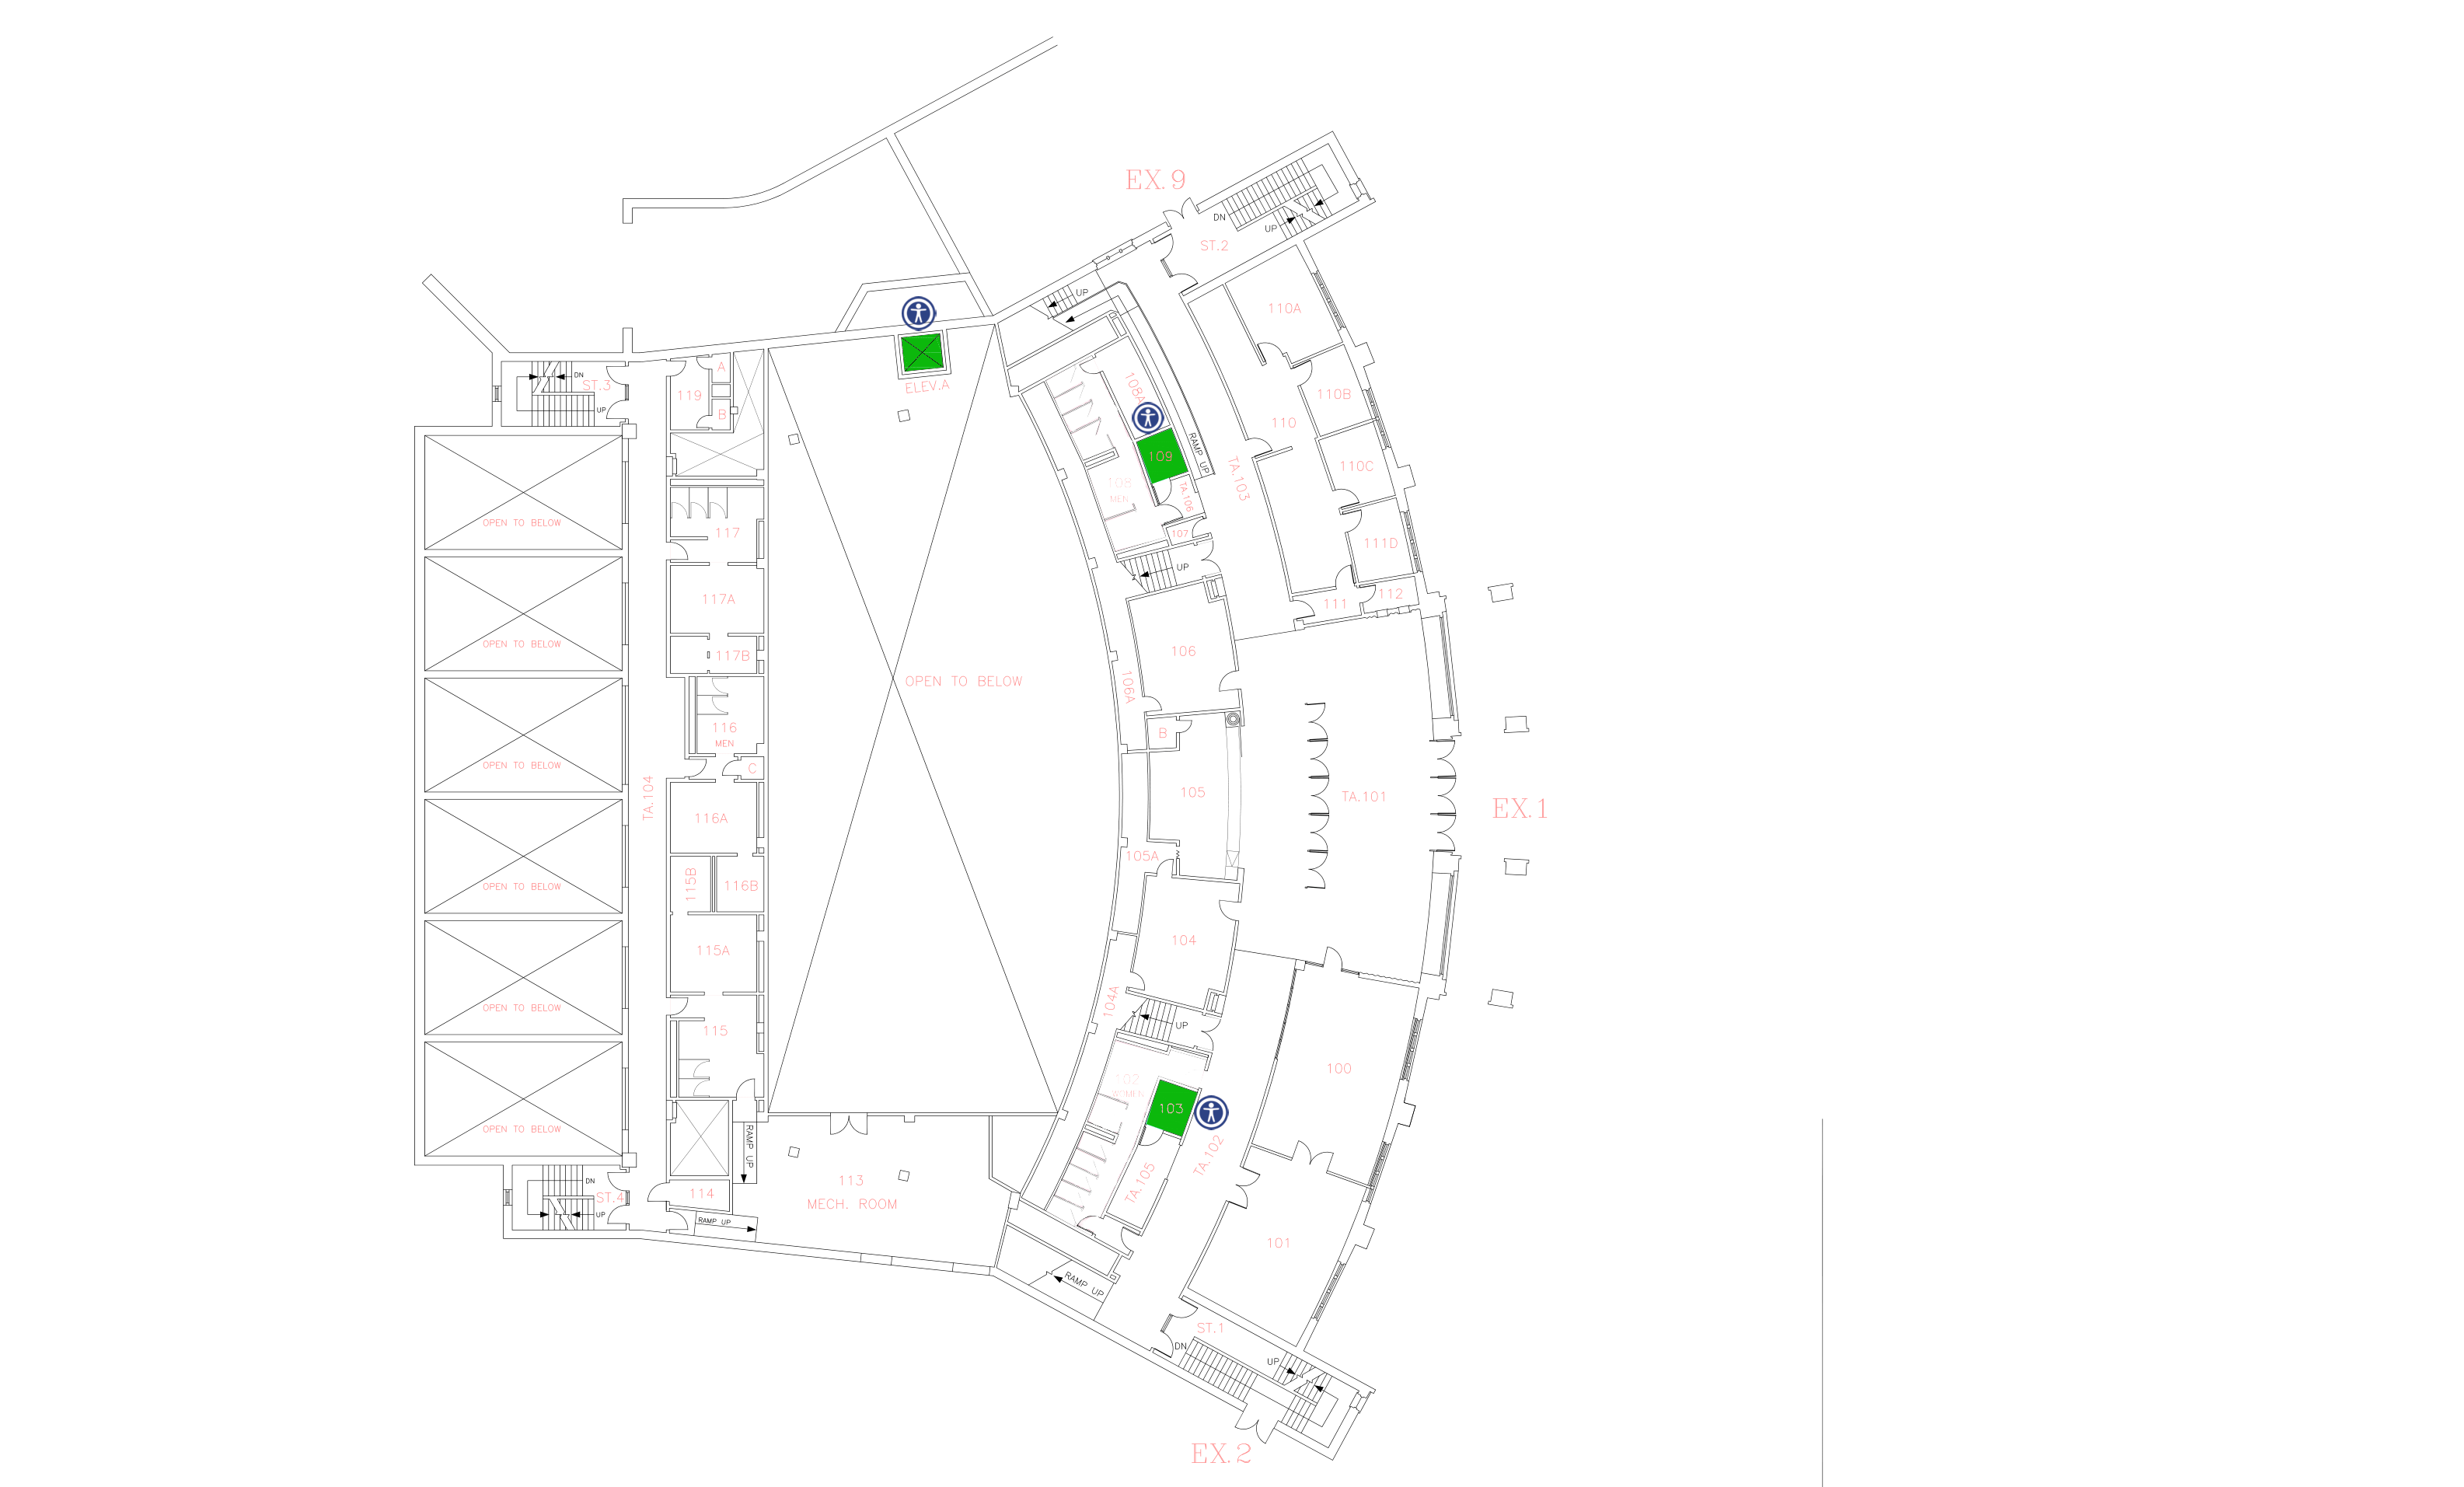 EX. 9
DN
UP
ST.2
UP
110A
ELEV.A
DN
ST.3
UP
119
A
B
108A
110B
110
109
RAMP UP
110C
TA.103
108
MEN
TA.106
107
111D
UP
111
112
OPEN TO BELOW
117
117A
OPEN TO BELOW
117B
106
106A
OPEN TO BELOW
116
MEN
B
OPEN TO BELOW
C
TA.104
105
TA.101
EX.1
116A
105A
OPEN TO BELOW
115B
116B
115A
104
104A
OPEN TO BELOW
115
UP
100
102
WOMEN
103
OPEN TO BELOW
RAMP UP
TA.102
TA.105
113
MECH. ROOM
DN
ST.4
UP
114
RAMP UP
101
RAMP UP
ST.1
DN
UP
EX. 2